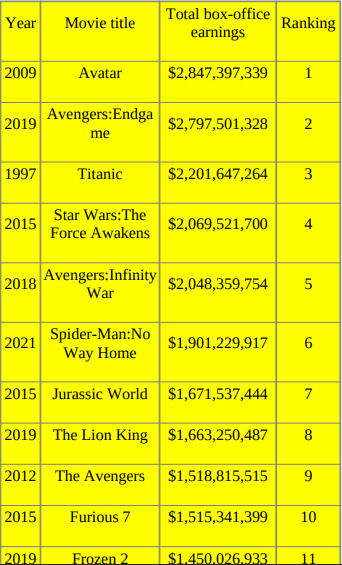 Year Movie title Total box-office earnings Ranking
2009 Avatar $2,847,397,339 1
2019 Avengers:Endga
me $2,797,501,328 2
1997 Titanic $2,201,647,264 3
2015 Star Wars:The
Force Awakens $2,069,521,700 4
2018 Avengers:Infinity
War $2,048,359,754 5
2021 Spider-Man:No
Way Home $1,901,229,917 6
2015 Jurassic World $1,671,537,444 7
2019 The Lion King $1,663,250,487 8
2012 The Avengers $1,518,815,515 9
2015 Furious 7 $1,515,341,399 10
2019 Frozen 2 $1,450,026,933 11